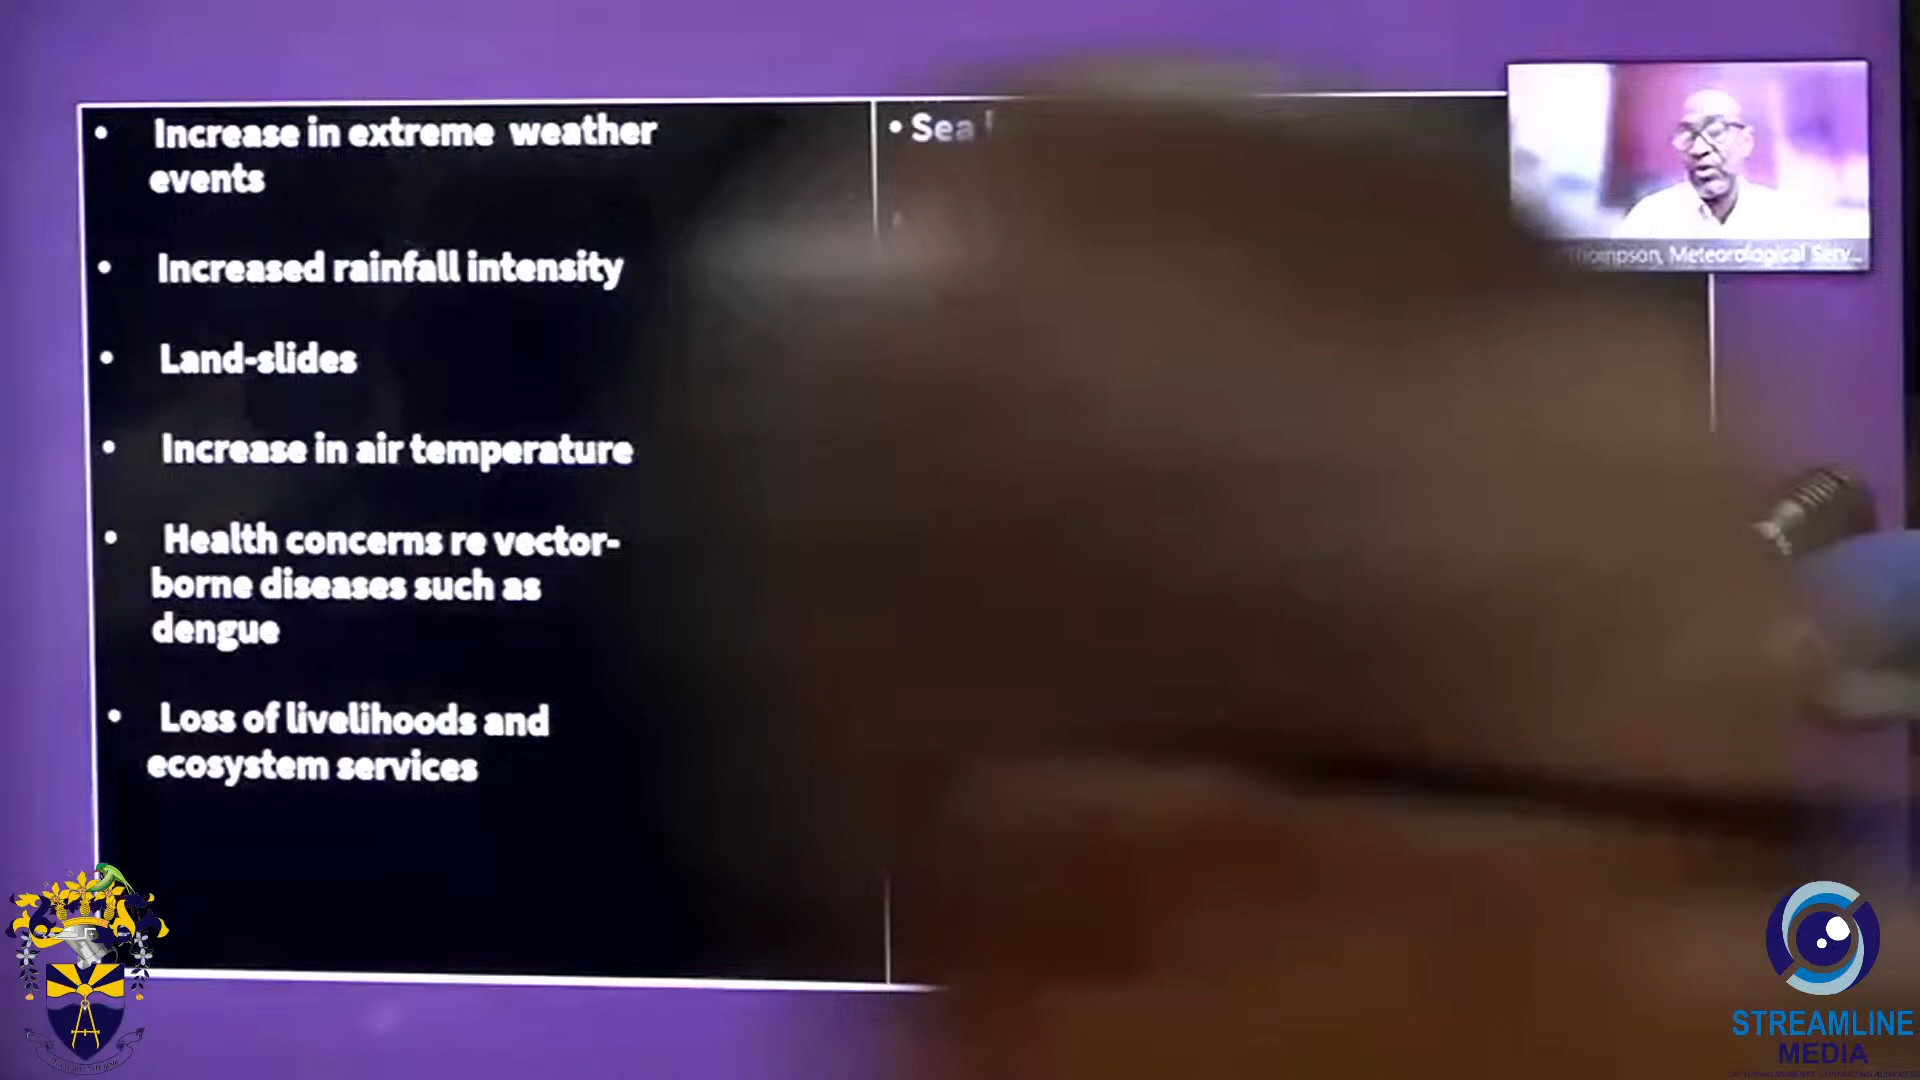 • Increase in extreme weather
events
• Increased rainfall intensity
• Land-slides
• Increase in air temperature
• Health concerns re vector-
borne diseases such as
dengue
• Loss of livelihoods and
ecosystem services
• Sea
Thompson, Meteorological Serv...
STREAMLINE
MEDIA